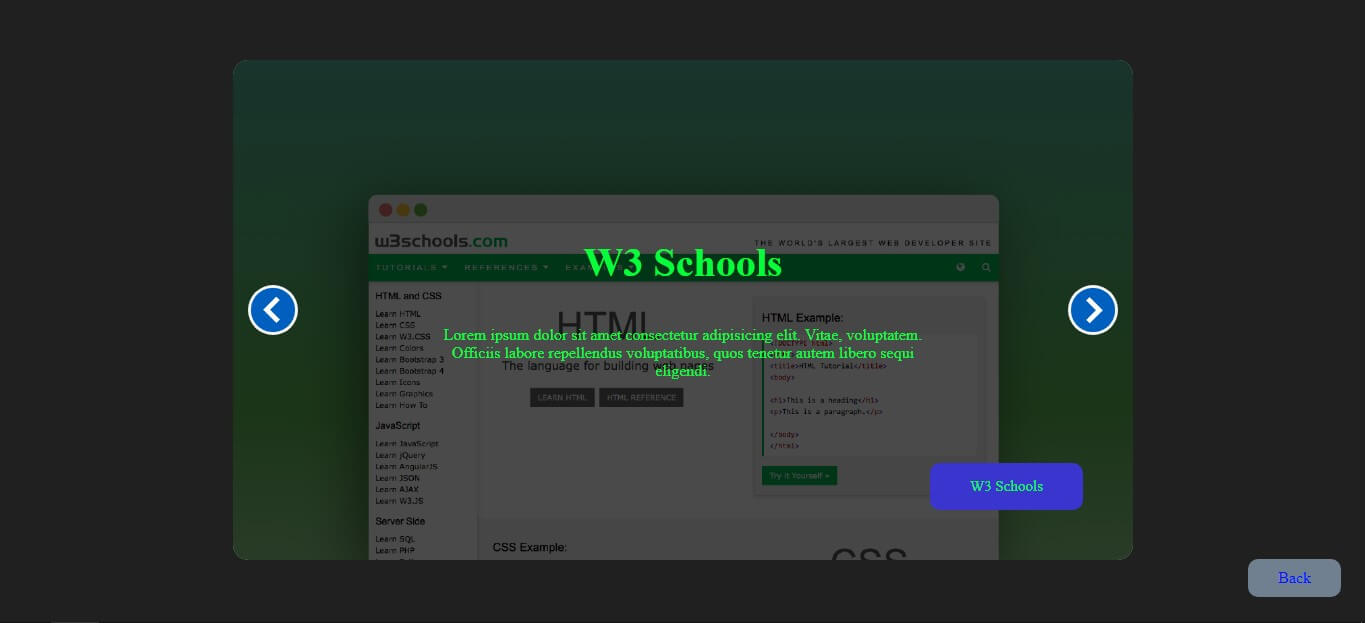 w3schools.com
THE WORLD'S LARGEST WEB DEVELOPER SITE
W3 Schools
TUTORIALS REFERENCES
HTML and CSS
Learn HTML
Learn CSS
Learn W3.CSS
Learn Colors
Learn Bootstrap 3
Learn Bootstrap 4
Learn Icons
Learn Graphics
Learn How To
JavaScript
Learn JavaScript
Learn jQuery
Learn AngularJS
Learn JSON
Learn AJAX
Learn W3.JS
Server Side
Learn SQL
Learn PHP
HTML
Lorem ipsum dolor sit amet consectetur adipisicing elit. Vitae, voluptatem.
Officiis labore repellendus voluptatibus, quos tenetur autem libero sequi
eligendi.
The language for building web pages
LEARN HTML HTML REFERENCE
HTML Example:
<!DOCTYPE html>
<title>HTML Tutorial</title>
<body>
<h1>This is a heading</h1>
<p>This is a paragraph.</p>
</body>
</html>
Try it Yourself »
W3 Schools
CSS Example:
CSS
Back